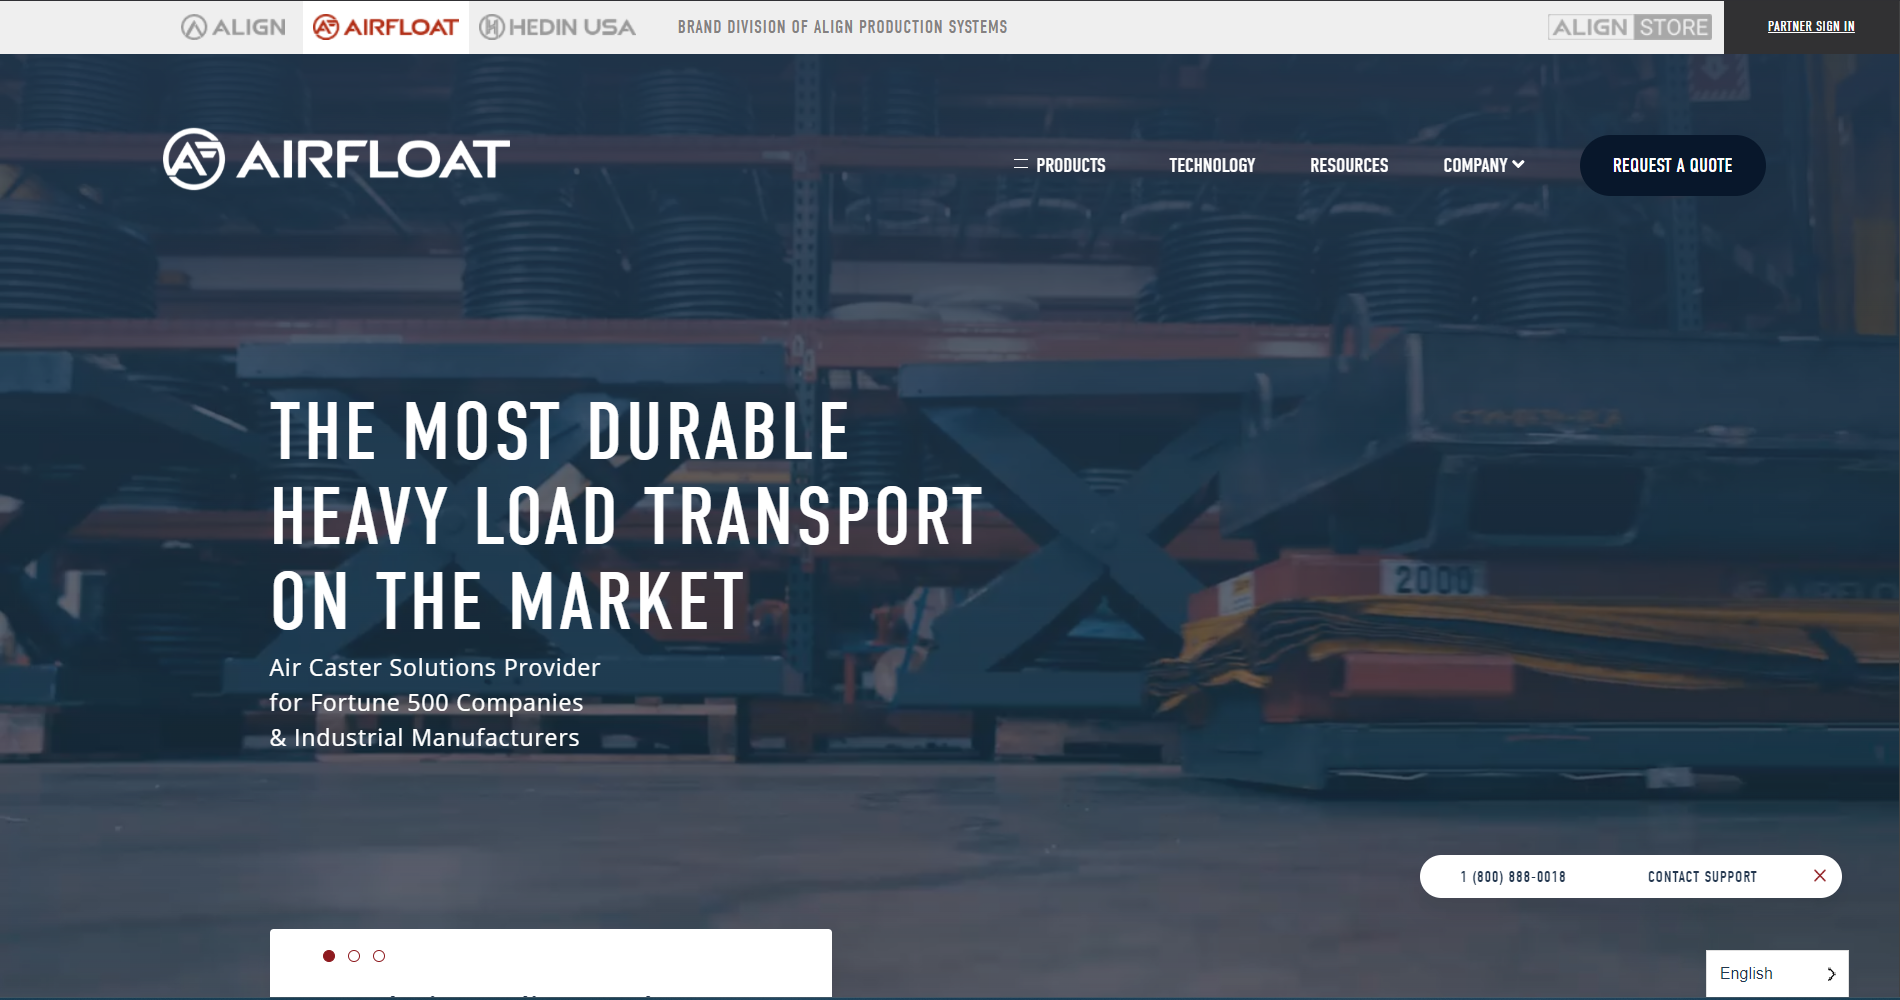 ALIGN
AIRFLOAT
HEDIN USA
BRAND DIVISION OF ALIGN PRODUCTION SYSTEMS
ALIGN STORE
PARTNER SIGN IN
AIRFLOAT
PRODUCTS
TECHNOLOGY
RESOURCES
COMPANY
REQUEST A QUOTE
THE MOST DURABLE
HEAVY LOAD TRANSPORT
ON THE MARKET
2000
Air Caster Solutions Provider
for Fortune 500 Companies
& Industrial Manufacturers
1 (800) 888-0018
CONTACT SUPPORT
English